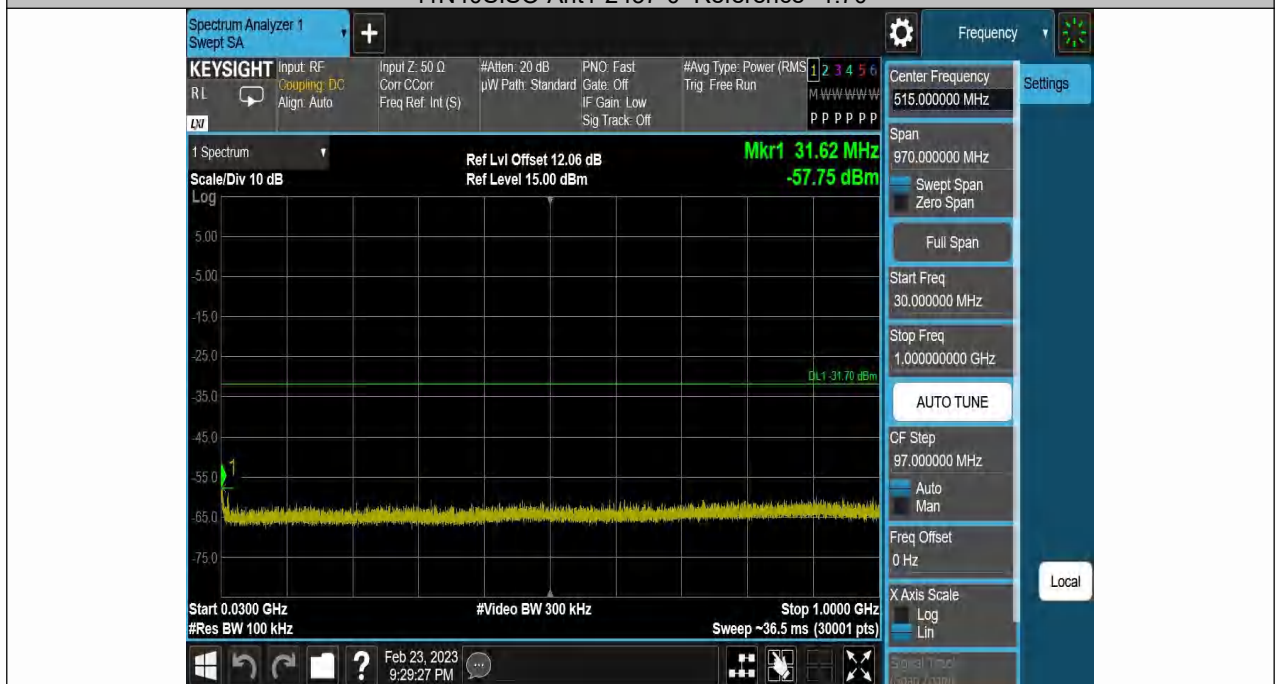 Spectrum Analyzer 1
Swept SA
+
Frequency
KEYSIGHT
RL
LXI
Input: RF
Coupling: DC
Align: Auto
Input Z: 50 Ω
Corr CCorr
Freq Ref: Int (S)
#Atten: 20 dB
µW Path: Standard
PNO: Fast
Gate: Off
IF Gain: Low
Sig Track: Off
#Avg Type: Power (RMS
Trig: Free Run
1 2 3 4 5 6
M W W W W W
P P P P P P
Center Frequency
515.000000 MHz
Settings
1 Spectrum
Scale/Div 10 dB
Log
Ref Lvl Offset 12.06 dB
Ref Level 15.00 dBm
Mkr1 31.62 MHz
-57.75 dBm
5.00
-5.00
-15.0
-25.0
-35.0
-45.0
-55.0
-65.0
-75.0
DL1 -31.70 dBm
1
Span
970.000000 MHz
Swept Span
Zero Span
Full Span
Start Freq
30.000000 MHz
Stop Freq
1.000000000 GHz
AUTO TUNE
CF Step
97.000000 MHz
Auto
Man
Freq Offset
0 Hz
X Axis Scale
Log
Lin
Local
Start 0.0300 GHz
#Res BW 100 kHz
#Video BW 300 kHz
Stop 1.0000 GHz
Sweep ~36.5 ms (30001 pts)
?
Feb 23, 2023
9:29:27 PM
Signal Track
(Span Zoom)